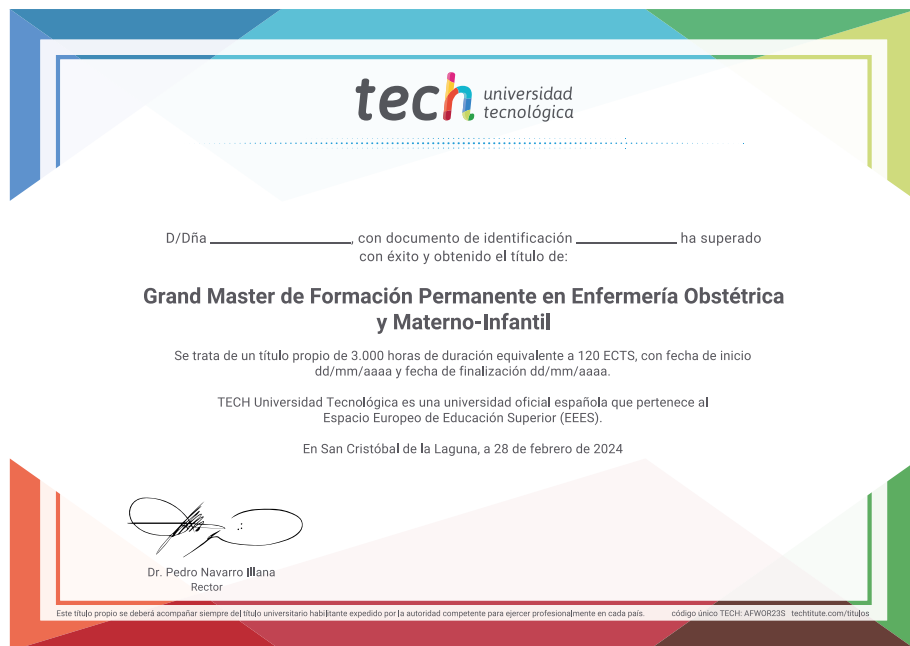 tech universidad
tecnológica
D/Dña ____________________, con documento de identificación ______________ ha superado
con éxito y obtenido el título de:
Grand Master de Formación Permanente en Enfermería Obstétrica
y Materno-Infantil
Se trata de un título propio de 3.000 horas de duración equivalente a 120 ECTS, con fecha de inicio
dd/mm/aaaa y fecha de finalización dd/mm/aaaa.
TECH Universidad Tecnológica es una universidad oficial española que pertenece al
Espacio Europeo de Educación Superior (EEES).
En San Cristóbal de la Laguna, a 28 de febrero de 2024
Dr. Pedro Navarro Illana
Rector
Este título propio se deberá acompañar siempre del título universitario habilitante expedido por la autoridad competente para ejercer profesionalmente en cada país. código único TECH: AFWOR23S techtitute.com/titulos